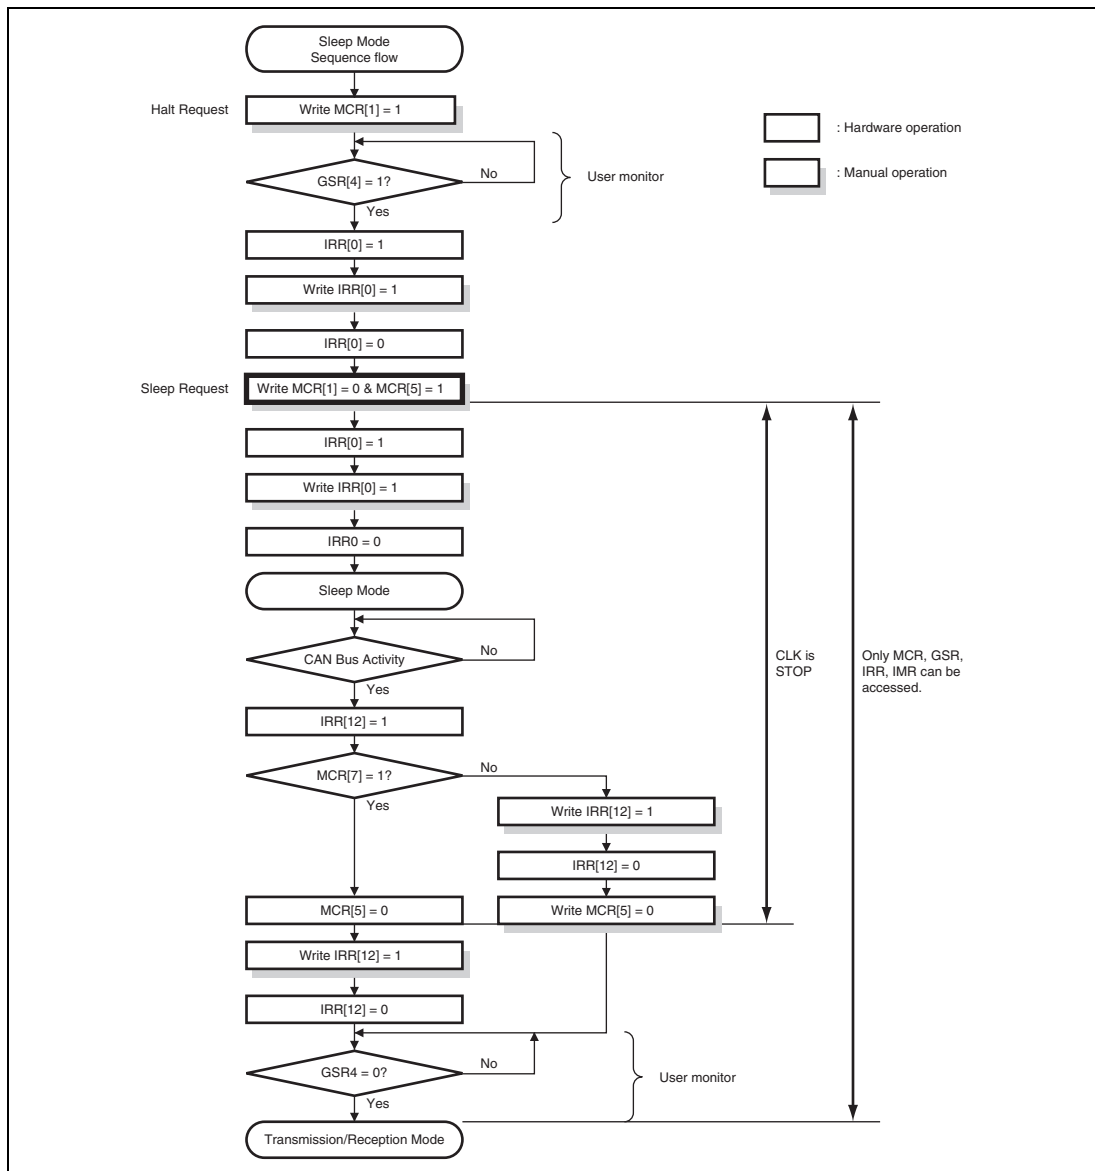 Sleep Mode
Sequence flow
Halt Request
Write MCR[1] = 1
: Hardware operation
GSR[4] = 1?
No
User monitor
: Manual operation
Yes
IRR[0] = 1
Write IRR[0] = 1
IRR[0] = 0
Sleep Request
Write MCR[1] = 0 & MCR[5] = 1
IRR[0] = 1
Write IRR[0] = 1
IRR0 = 0
Sleep Mode
CAN Bus Activity
No
CLK is
STOP
Only MCR, GSR,
IRR, IMR can be
accessed.
Yes
IRR[12] = 1
MCR[7] = 1?
No
Yes
Write IRR[12] = 1
IRR[12] = 0
MCR[5] = 0
Write MCR[5] = 0
Write IRR[12] = 1
IRR[12] = 0
GSR4 = 0?
No
User monitor
Yes
Transmission/Reception Mode